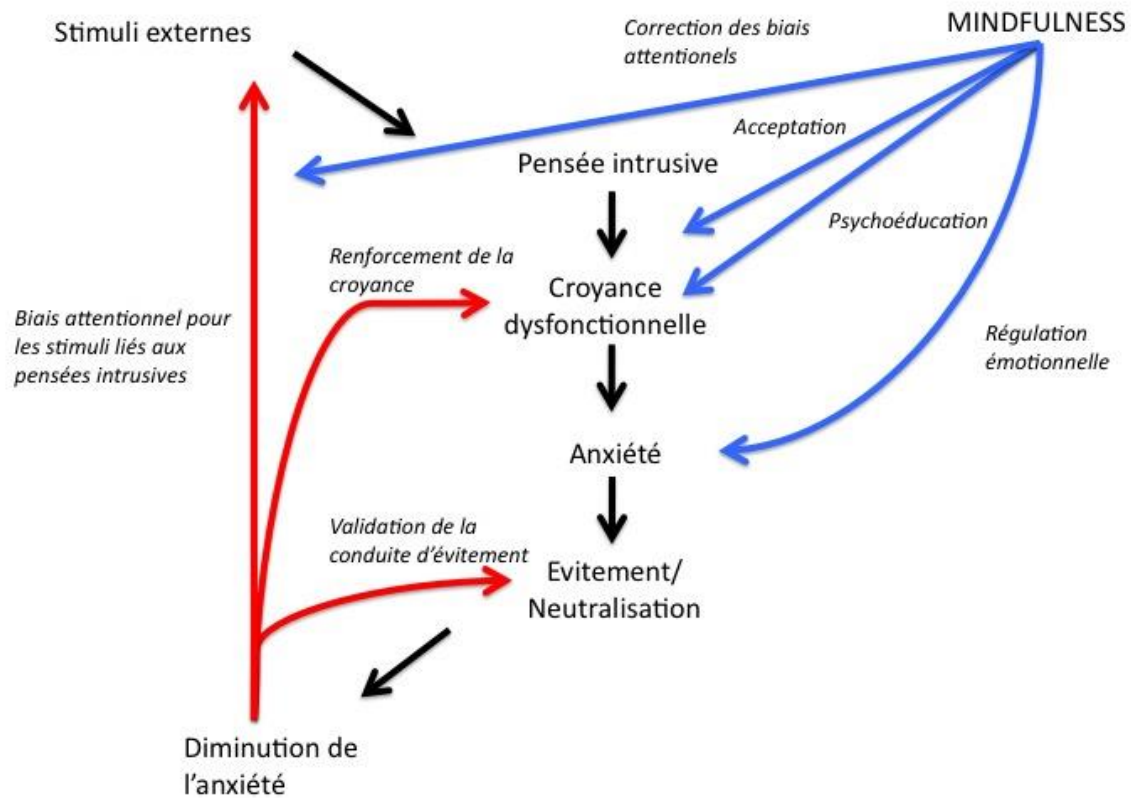 Stimuli externes
Correction des biais
attentionels
MINDFULNESS
Acceptation
Pensée intrusive
Psychoéducation
Renforcement de la
croyance
Croyance
dysfonctionnelle
Biais attentionnel pour
les stimuli liés aux
pensées intrusives
Régulation
émotionnelle
Anxiété
Validation de la
conduite d'évitement
Evitement/
Neutralisation
Diminution de
l'anxiété